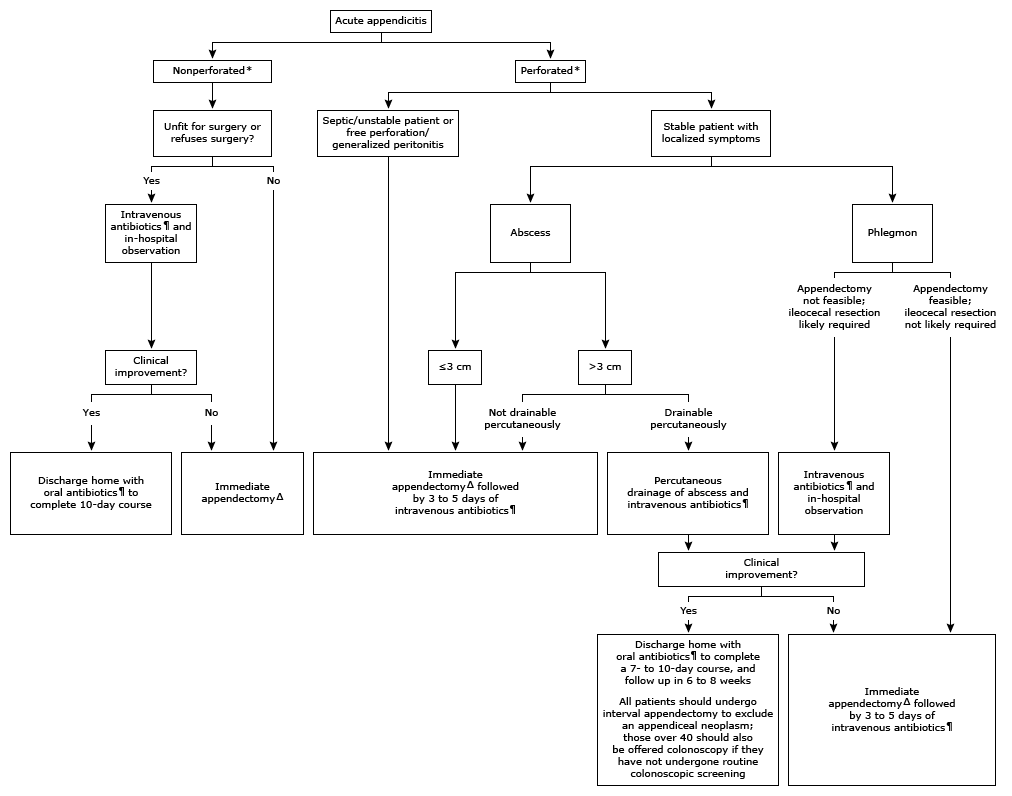 Acute appendicitis
Nonperforated*
Perforated*
Unfit for surgery or
refuses surgery?
Septic/unstable patient or
free perforation/
generalized peritonitis
Stable patient with
localized symptoms
Yes
No
Intravenous
antibiotics¶ and
in-hospital
observation
Abscess
Phlegmon
Appendectomy
not feasible;
ileocecal resection
likely required
Appendectomy
feasible;
ileocecal resection
not likely required
Clinical
improvement?
≤3 cm
>3 cm
Yes
No
Not drainable
percutaneously
Drainable
percutaneously
Discharge home with
oral antibiotics¶ to
complete 10-day course
Immediate
appendectomyΔ
Immediate
appendectomyΔ followed
by 3 to 5 days of
intravenous antibiotics¶
Percutaneous
drainage of abscess and
intravenous antibiotics¶
Intravenous
antibiotics¶ and
in-hospital
observation
Clinical
improvement?
Yes
No
Discharge home with
oral antibiotics¶ to complete
a 7- to 10-day course, and
follow up in 6 to 8 weeks
All patients should undergo
interval appendectomy to exclude
an appendiceal neoplasm;
those over 40 should also
be offered colonoscopy if they
have not undergone routine
colonoscopic screening
Immediate
appendectomyΔ followed
by 3 to 5 days of
intravenous antibiotics¶